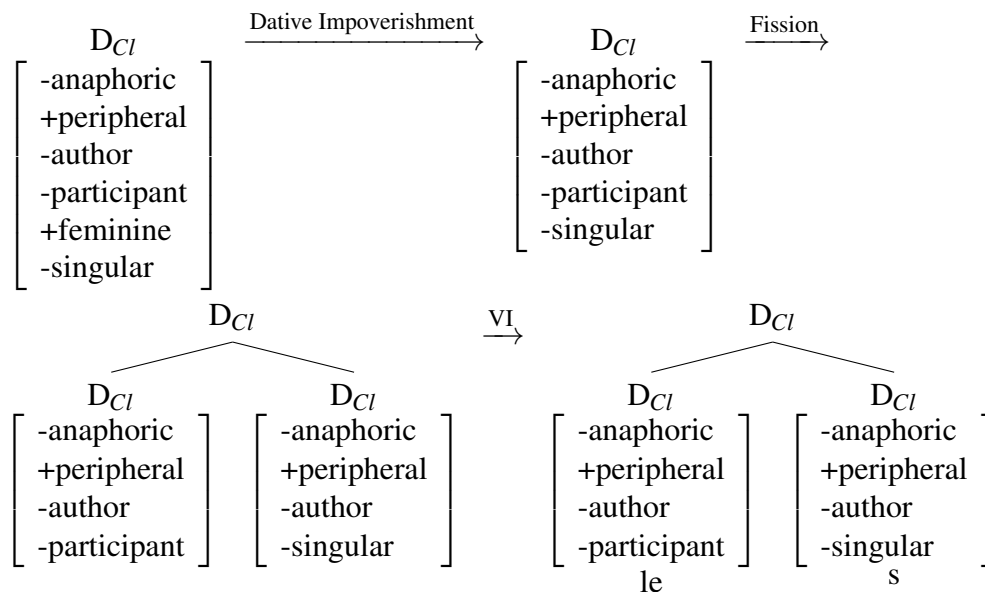 D_Cl Dative Impoverishment D_Cl Fission
-anaphoric -anaphoric
+peripheral +peripheral
-author -author
-participant -participant
+feminine -singular
-singular
D_Cl VI D_Cl
D_Cl D_Cl D_Cl D_Cl
-anaphoric -anaphoric -anaphoric -anaphoric
+peripheral +peripheral +peripheral +peripheral
-author -author -author -author
-participant -singular -participant -singular
le s